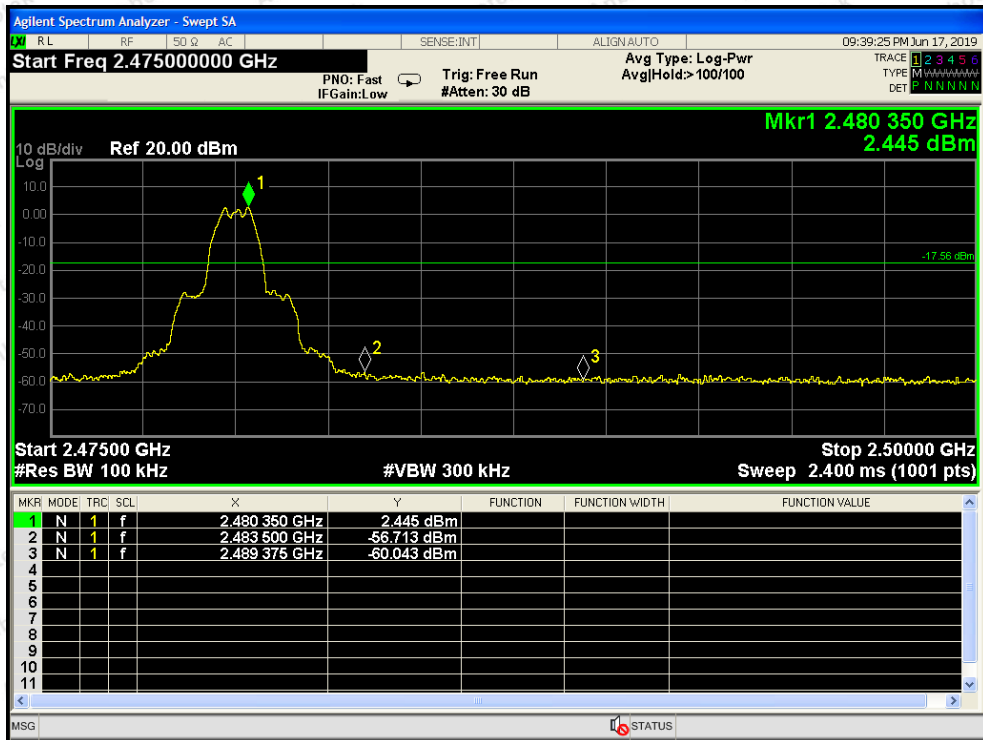 Agilent Spectrum Analyzer - Swept SA
LXI RL RF 50 Ω AC SENSE:INT ALIGNAUTO 09:39:25 PM Jun 17, 2019
Start Freq 2.475000000 GHz
PNO: Fast
IFGain:Low
Trig: Free Run
#Atten: 30 dB
Avg Type: Log-Pwr
Avg|Hold:>100/100
TRACE 1 2 3 4 5 6
TYPE M WWWWW
DET P N N N N N
Mkr1 2.480 350 GHz
2.445 dBm
10 dB/div Ref 20.00 dBm
Log
10.0
0.00
-10.0
-20.0
-30.0
-40.0
-50.0
-60.0
-70.0
1
2
3
-17.56 dBm
Start 2.47500 GHz Stop 2.50000 GHz
#Res BW 100 kHz #VBW 300 kHz Sweep 2.400 ms (1001 pts)
MKR MODE TRC SCL X Y FUNCTION FUNCTION WIDTH FUNCTION VALUE
1 N 1 f 2.480 350 GHz 2.445 dBm
2 N 1 f 2.483 500 GHz -56.713 dBm
3 N 1 f 2.489 375 GHz -60.043 dBm
4
5
6
7
8
9
10
11
MSG STATUS